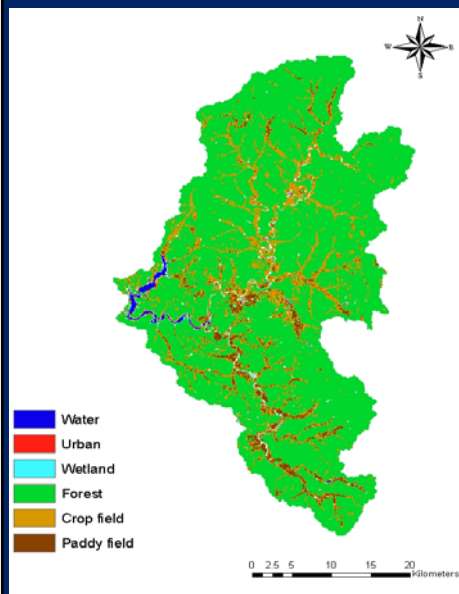 N
W E
S
Water
Urban
Wetland
Forest
Crop field
Paddy field
0 2.5 5 10 15 20
Kilometers